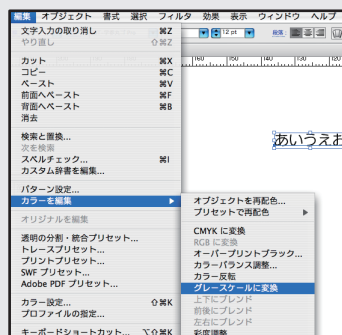 編集 オブジェクト 書式 選択 フィルタ 効果 表示 ウィンドウ ヘルプ
文字入力の取り消し ⌘Z
やり直し ⇧⌘Z
12 pt 段落
カット ⌘X
コピー ⌘C
ペースト ⌘V
前面へペースト ⌘F
背面へペースト ⌘B
消去
160 150 140 130 120
検索と置換...
次を検索
スペルチェック... ⌘I
カスタム辞書を編集...
あいうえお
パターン設定...
カラーを編集 ▶
オリジナルを編集
透明の分割・統合プリセット...
トレースプリセット...
プリントプリセット...
SWF プリセット...
Adobe PDF プリセット...
カラー設定... ⇧⌘K
プロファイルの指定...
キーボードショートカット... ⌥⇧⌘K
オブジェクトを再配色...
プリセットで再配色 ▶
CMYK に変換
RGB に変換
オーバープリントブラック...
カラーバランス調整...
カラー反転
グレースケールに変換
上下にブレンド
前後にブレンド
左右にブレンド
彩度調整...